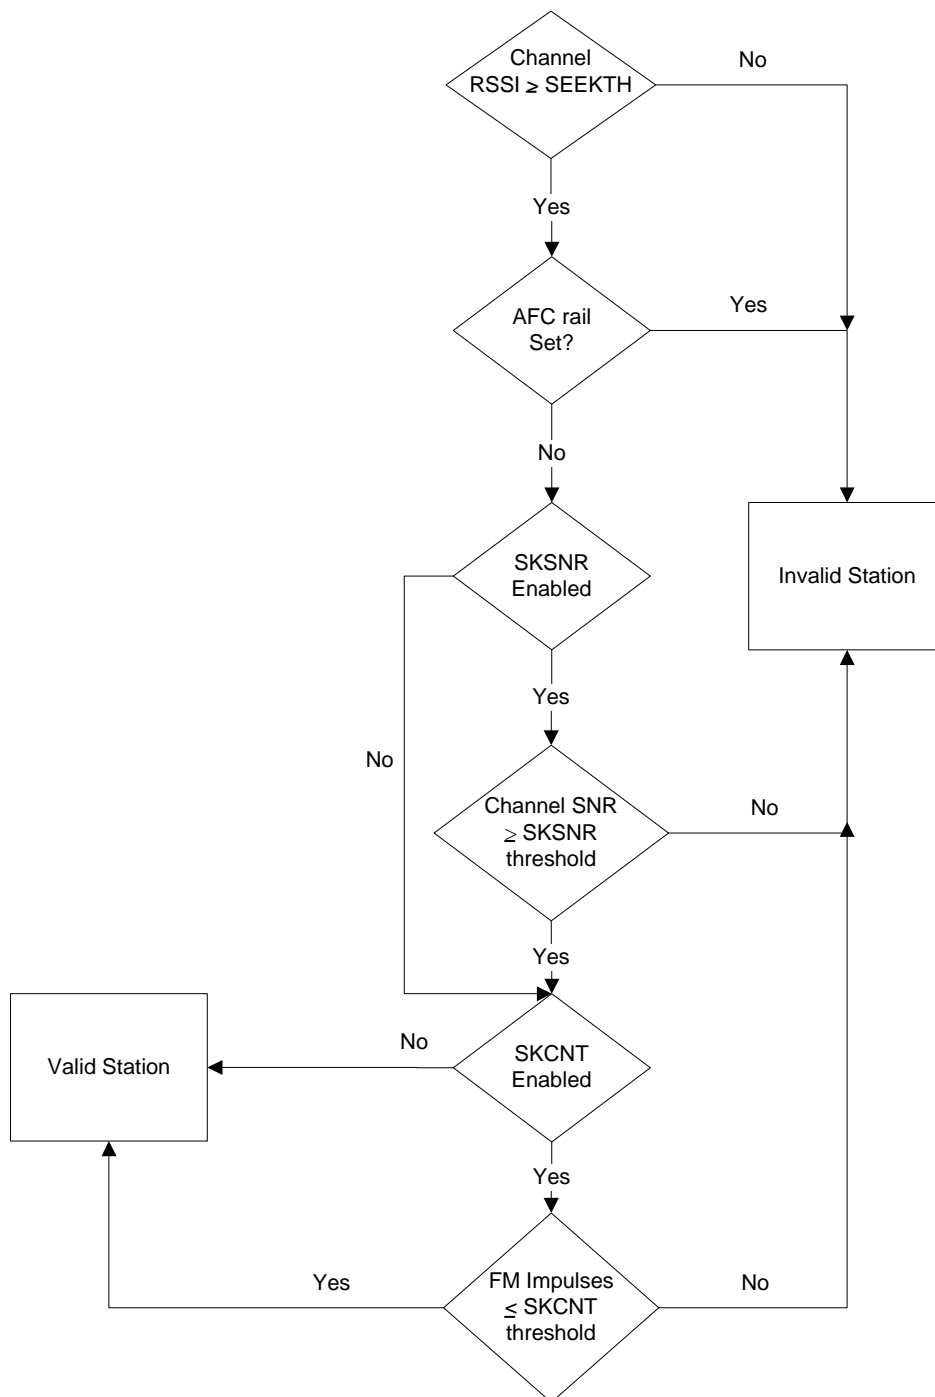 Channel
RSSI ≥ SEEKTH
No
Yes
AFC rail
Set?
Yes
No
SKSNR
Enabled
Invalid Station
Yes
No
Channel SNR
≥ SKSNR
threshold
No
Yes
Valid Station
No
SKCNT
Enabled
Yes
Yes
FM Impulses
≤ SKCNT
threshold
No